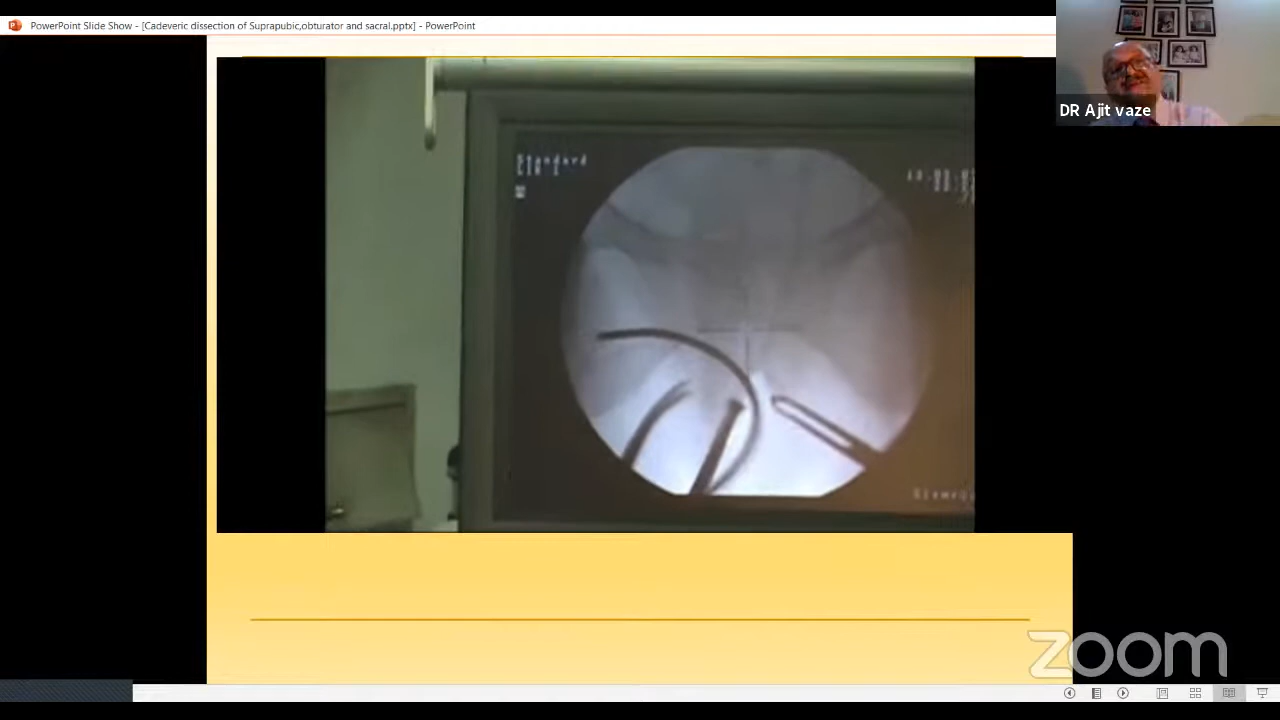 PowerPoint Slide Show - [Cadeveric dissection of Suprapubic,obturator and sacral.pptx] - PowerPoint
DR Ajit vaze
Standard
zoom